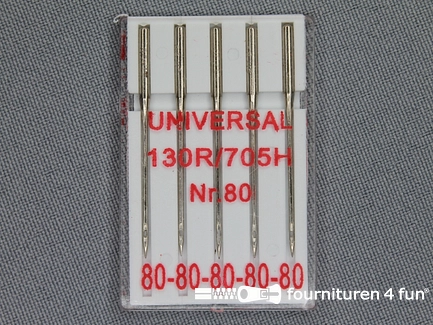 UNIVERSAL
130R/705H
Nr.80
80-80-80-80-80
fournituren 4 fun®